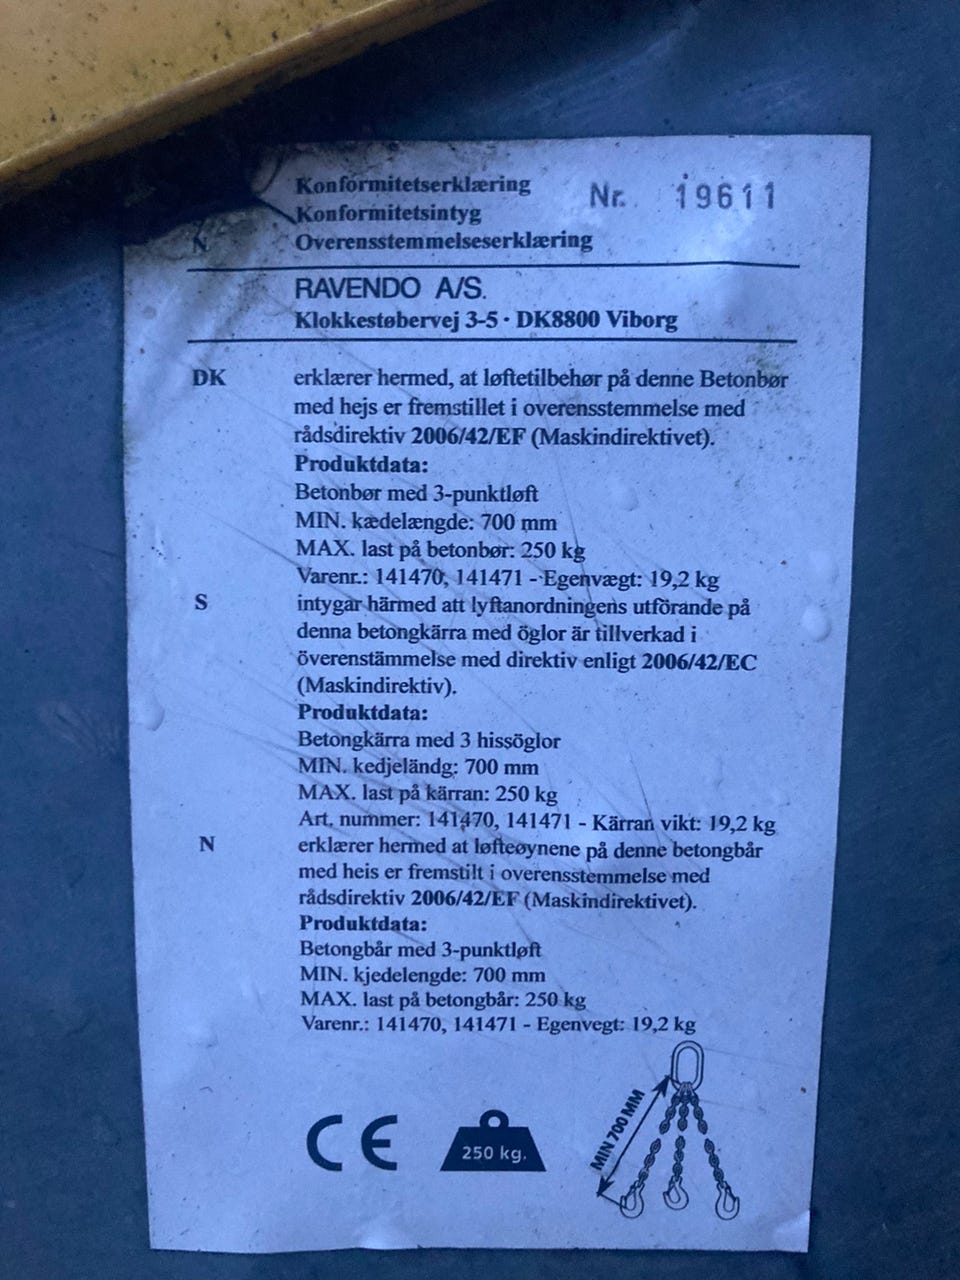 Konformitetserklæring
Konformitetsintyg
N Overensstemmelseserklæring
Nr. 19611
RAVENDO A/S.
Klokkestøbervej 3-5 · DK8800 Viborg
DK erklærer hermed, at løftetilbehør på denne Betonbør
med hejs er fremstillet i overensstemmelse med
rådsdirektiv 2006/42/EF (Maskindirektivet).
Produktdata:
Betonbør med 3-punktløft
MIN. kædelængde: 700 mm
MAX. last på betonbør: 250 kg
Varenr.: 141470, 141471 - Egenvægt: 19,2 kg
S intygar härmed att lyftanordningens utförande på
denna betongkärra med öglor är tillverkad i
överenstämmelse med direktiv enligt 2006/42/EC
(Maskindirektiv).
Produktdata:
Betongkärra med 3 hissöglor
MIN. kedjeländg: 700 mm
MAX. last på kärran: 250 kg
Art. nummer: 141470, 141471 - Kärran vikt: 19,2 kg
N erklærer hermed at løfteøynene på denne betongbår
med heis er fremstilt i overensstemmelse med
rådsdirektiv 2006/42/EF (Maskindirektivet).
Produktdata:
Betongbår med 3-punktløft
MIN. kjedelengde: 700 mm
MAX. last på betongbår: 250 kg
Varenr.: 141470, 141471 - Egenvegt: 19,2 kg
CE
250 kg.
MIN 700 MM